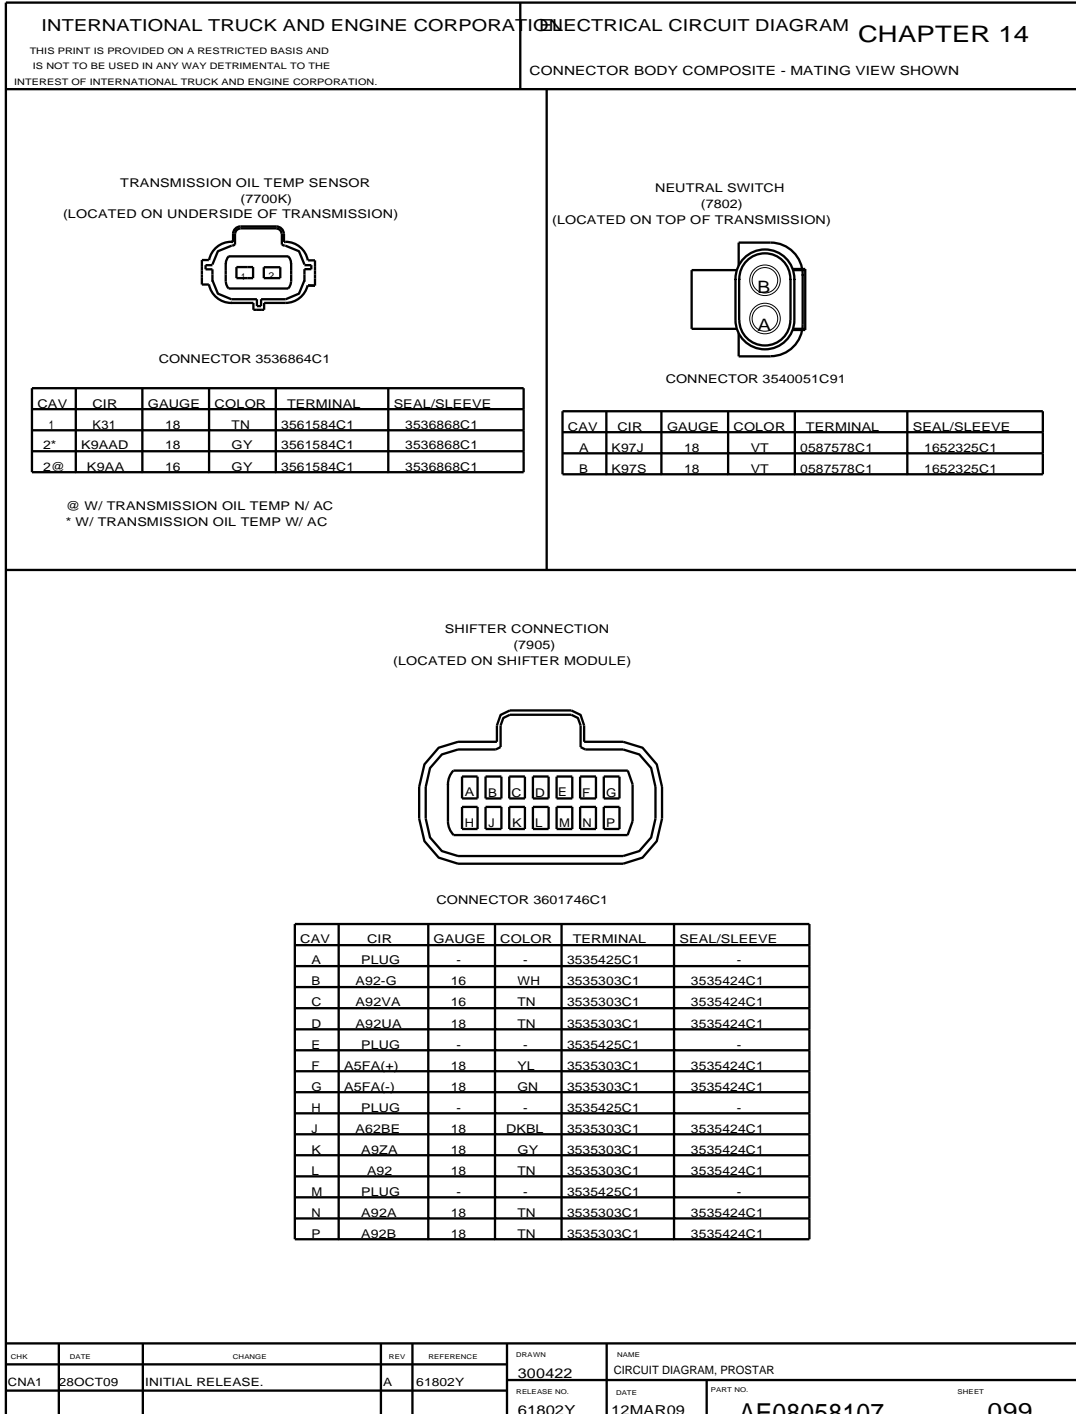 INTERNATIONAL TRUCK AND ENGINE CORPORATION
THIS PRINT IS PROVIDED ON A RESTRICTED BASIS AND
IS NOT TO BE USED IN ANY WAY DETRIMENTAL TO THE
INTEREST OF INTERNATIONAL TRUCK AND ENGINE CORPORATION.
ELECTRICAL CIRCUIT DIAGRAM CHAPTER 14
CONNECTOR BODY COMPOSITE - MATING VIEW SHOWN
TRANSMISSION OIL TEMP SENSOR
(7700K)
(LOCATED ON UNDERSIDE OF TRANSMISSION)
1 2
CONNECTOR 3536864C1
CAV CIR GAUGE COLOR TERMINAL SEAL/SLEEVE
1 K31 18 TN 3561584C1 3536868C1
2* K9AAD 18 GY 3561584C1 3536868C1
2@ K9AA 16 GY 3561584C1 3536868C1
@ W/ TRANSMISSION OIL TEMP N/ AC
* W/ TRANSMISSION OIL TEMP W/ AC
NEUTRAL SWITCH
(7802)
(LOCATED ON TOP OF TRANSMISSION)
B
A
CONNECTOR 3540051C91
CAV CIR GAUGE COLOR TERMINAL SEAL/SLEEVE
A K97J 18 VT 0587578C1 1652325C1
B K97S 18 VT 0587578C1 1652325C1
SHIFTER CONNECTION
(7905)
(LOCATED ON SHIFTER MODULE)
A B C D E F G
H J K L M N P
CONNECTOR 3601746C1
CAV CIR GAUGE COLOR TERMINAL SEAL/SLEEVE
A PLUG - - 3535425C1 -
B A92-G 16 WH 3535303C1 3535424C1
C A92VA 16 TN 3535303C1 3535424C1
D A92UA 18 TN 3535303C1 3535424C1
E PLUG - - 3535425C1 -
F A5FA(+) 18 YL 3535303C1 3535424C1
G A5FA(-) 18 GN 3535303C1 3535424C1
H PLUG - - 3535425C1 -
J A62BE 18 DKBL 3535303C1 3535424C1
K A9ZA 18 GY 3535303C1 3535424C1
L A92 18 TN 3535303C1 3535424C1
M PLUG - - 3535425C1 -
N A92A 18 TN 3535303C1 3535424C1
P A92B 18 TN 3535303C1 3535424C1
CHK DATE CHANGE REV REFERENCE
CNA1 28OCT09 INITIAL RELEASE. A 61802Y
DRAWN
300422
NAME
CIRCUIT DIAGRAM, PROSTAR
RELEASE NO. DATE PART NO. SHEET
61802Y 12MAR09 AE08058107 099